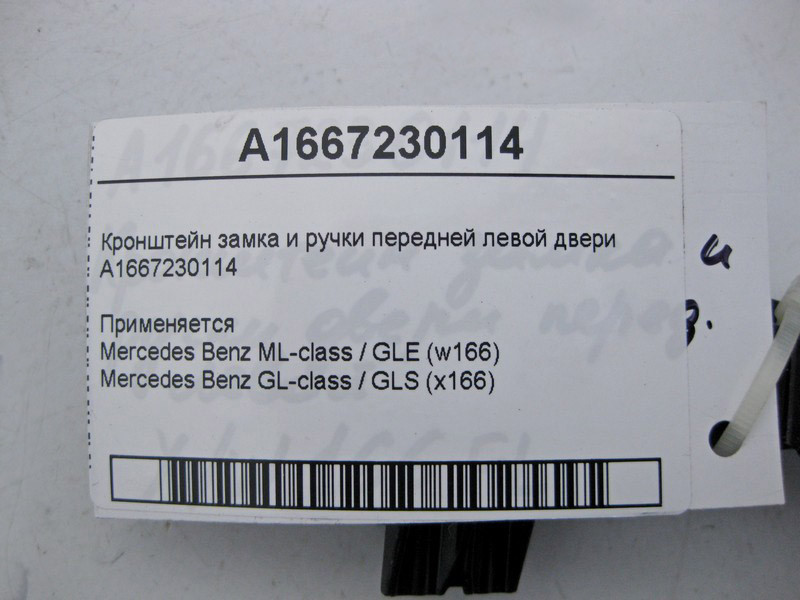 A1667230114
Кронштейн замка и ручки передней левой двери
A1667230114
Применяется
Mercedes Benz ML-class / GLE (w166)
Mercedes Benz GL-class / GLS (x166)
и